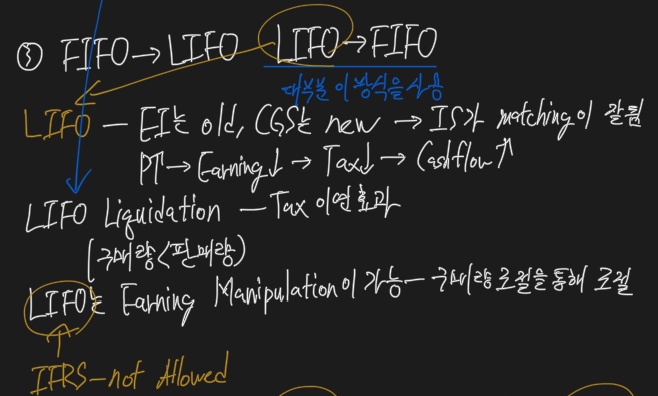 ③ FIFO → LIFO LIFO → FIFO
대부분 이 방식을 사용
LIFO — EI는 old, CGS는 new → IS가 matching이 잘됨
PT → Earning↓ → Tax↓ → Cashflow↑
LIFO Liquidation — Tax 이연효과
(구매량<판매량)
LIFO는 Earning Manipulation이 가능 — 구매량 조절을 통해 조절
IFRS — not Allowed